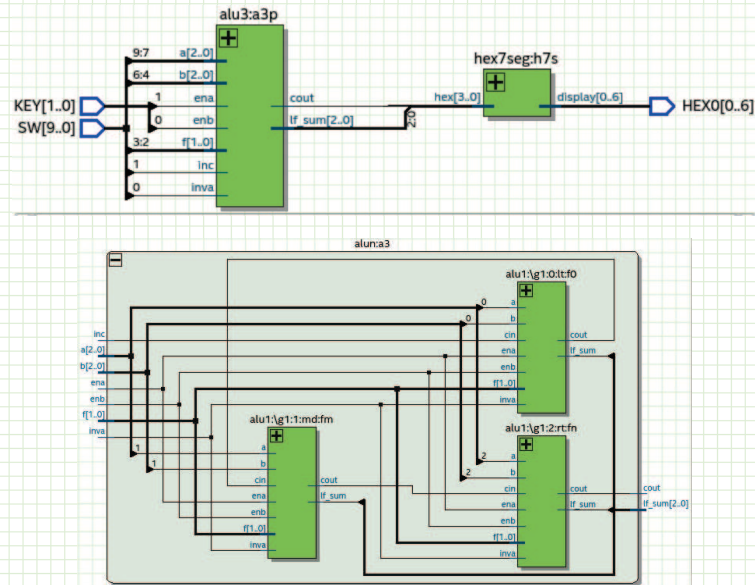 alu3:a3p
9:7 a[2..0]
6:4 b[2..0]
KEY[1..0] 1 ena cout
SW[9..0] 0 enb lf_sum[2..0] 2:0
3:2 f[1..0]
1 inc
0 inva
hex7seg:h7s
hex[3..0] display[0..6] HEX0[0..6]
alun:a3
alu1:\g1:0:lt:f0
0 a
0 b
inc cin cout
a[2..0] ena lf_sum
b[2..0] enb
ena f[1..0]
enb inva
f[1..0]
inva
alu1:\g1:1:md:fm
1 a
1 b
cin cout
ena lf_sum
enb
f[1..0]
inva
alu1:\g1:2:rt:fn
2 a
2 b
cin cout cout
ena lf_sum lf_sum[2..0]
enb
f[1..0]
inva